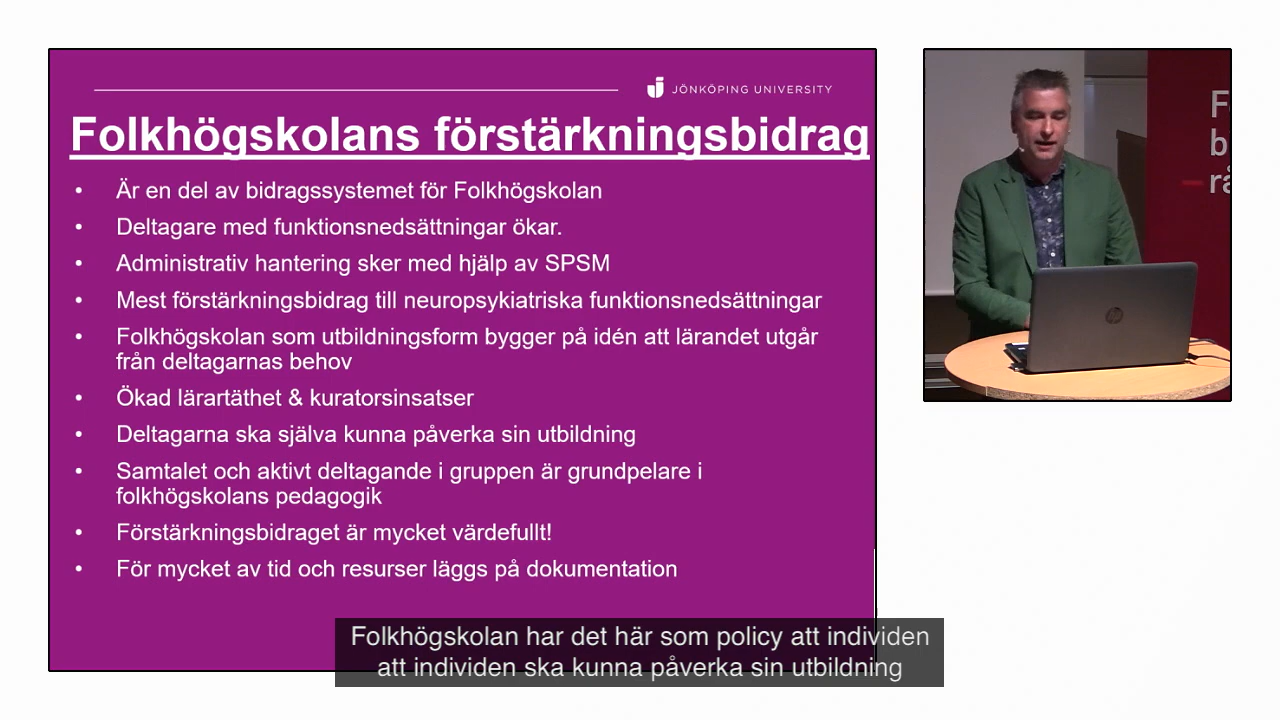 JÖNKÖPING UNIVERSITY
Folkhögskolans förstärkningsbidrag
• Är en del av bidragssystemet för Folkhögskolan
• Deltagare med funktionsnedsättningar ökar.
• Administrativ hantering sker med hjälp av SPSM
• Mest förstärkningsbidrag till neuropsykiatriska funktionsnedsättningar
• Folkhögskolan som utbildningsform bygger på idén att lärandet utgår
från deltagarnas behov
• Ökad lärartäthet & kuratorsinsatser
• Deltagarna ska själva kunna påverka sin utbildning
• Samtalet och aktivt deltagande i gruppen är grundpelare i
folkhögskolans pedagogik
• Förstärkningsbidraget är mycket värdefullt!
• För mycket av tid och resurser läggs på dokumentation
F
b
rå
hp
Folkhögskolan har det här som policy att individen
att individen ska kunna påverka sin utbildning